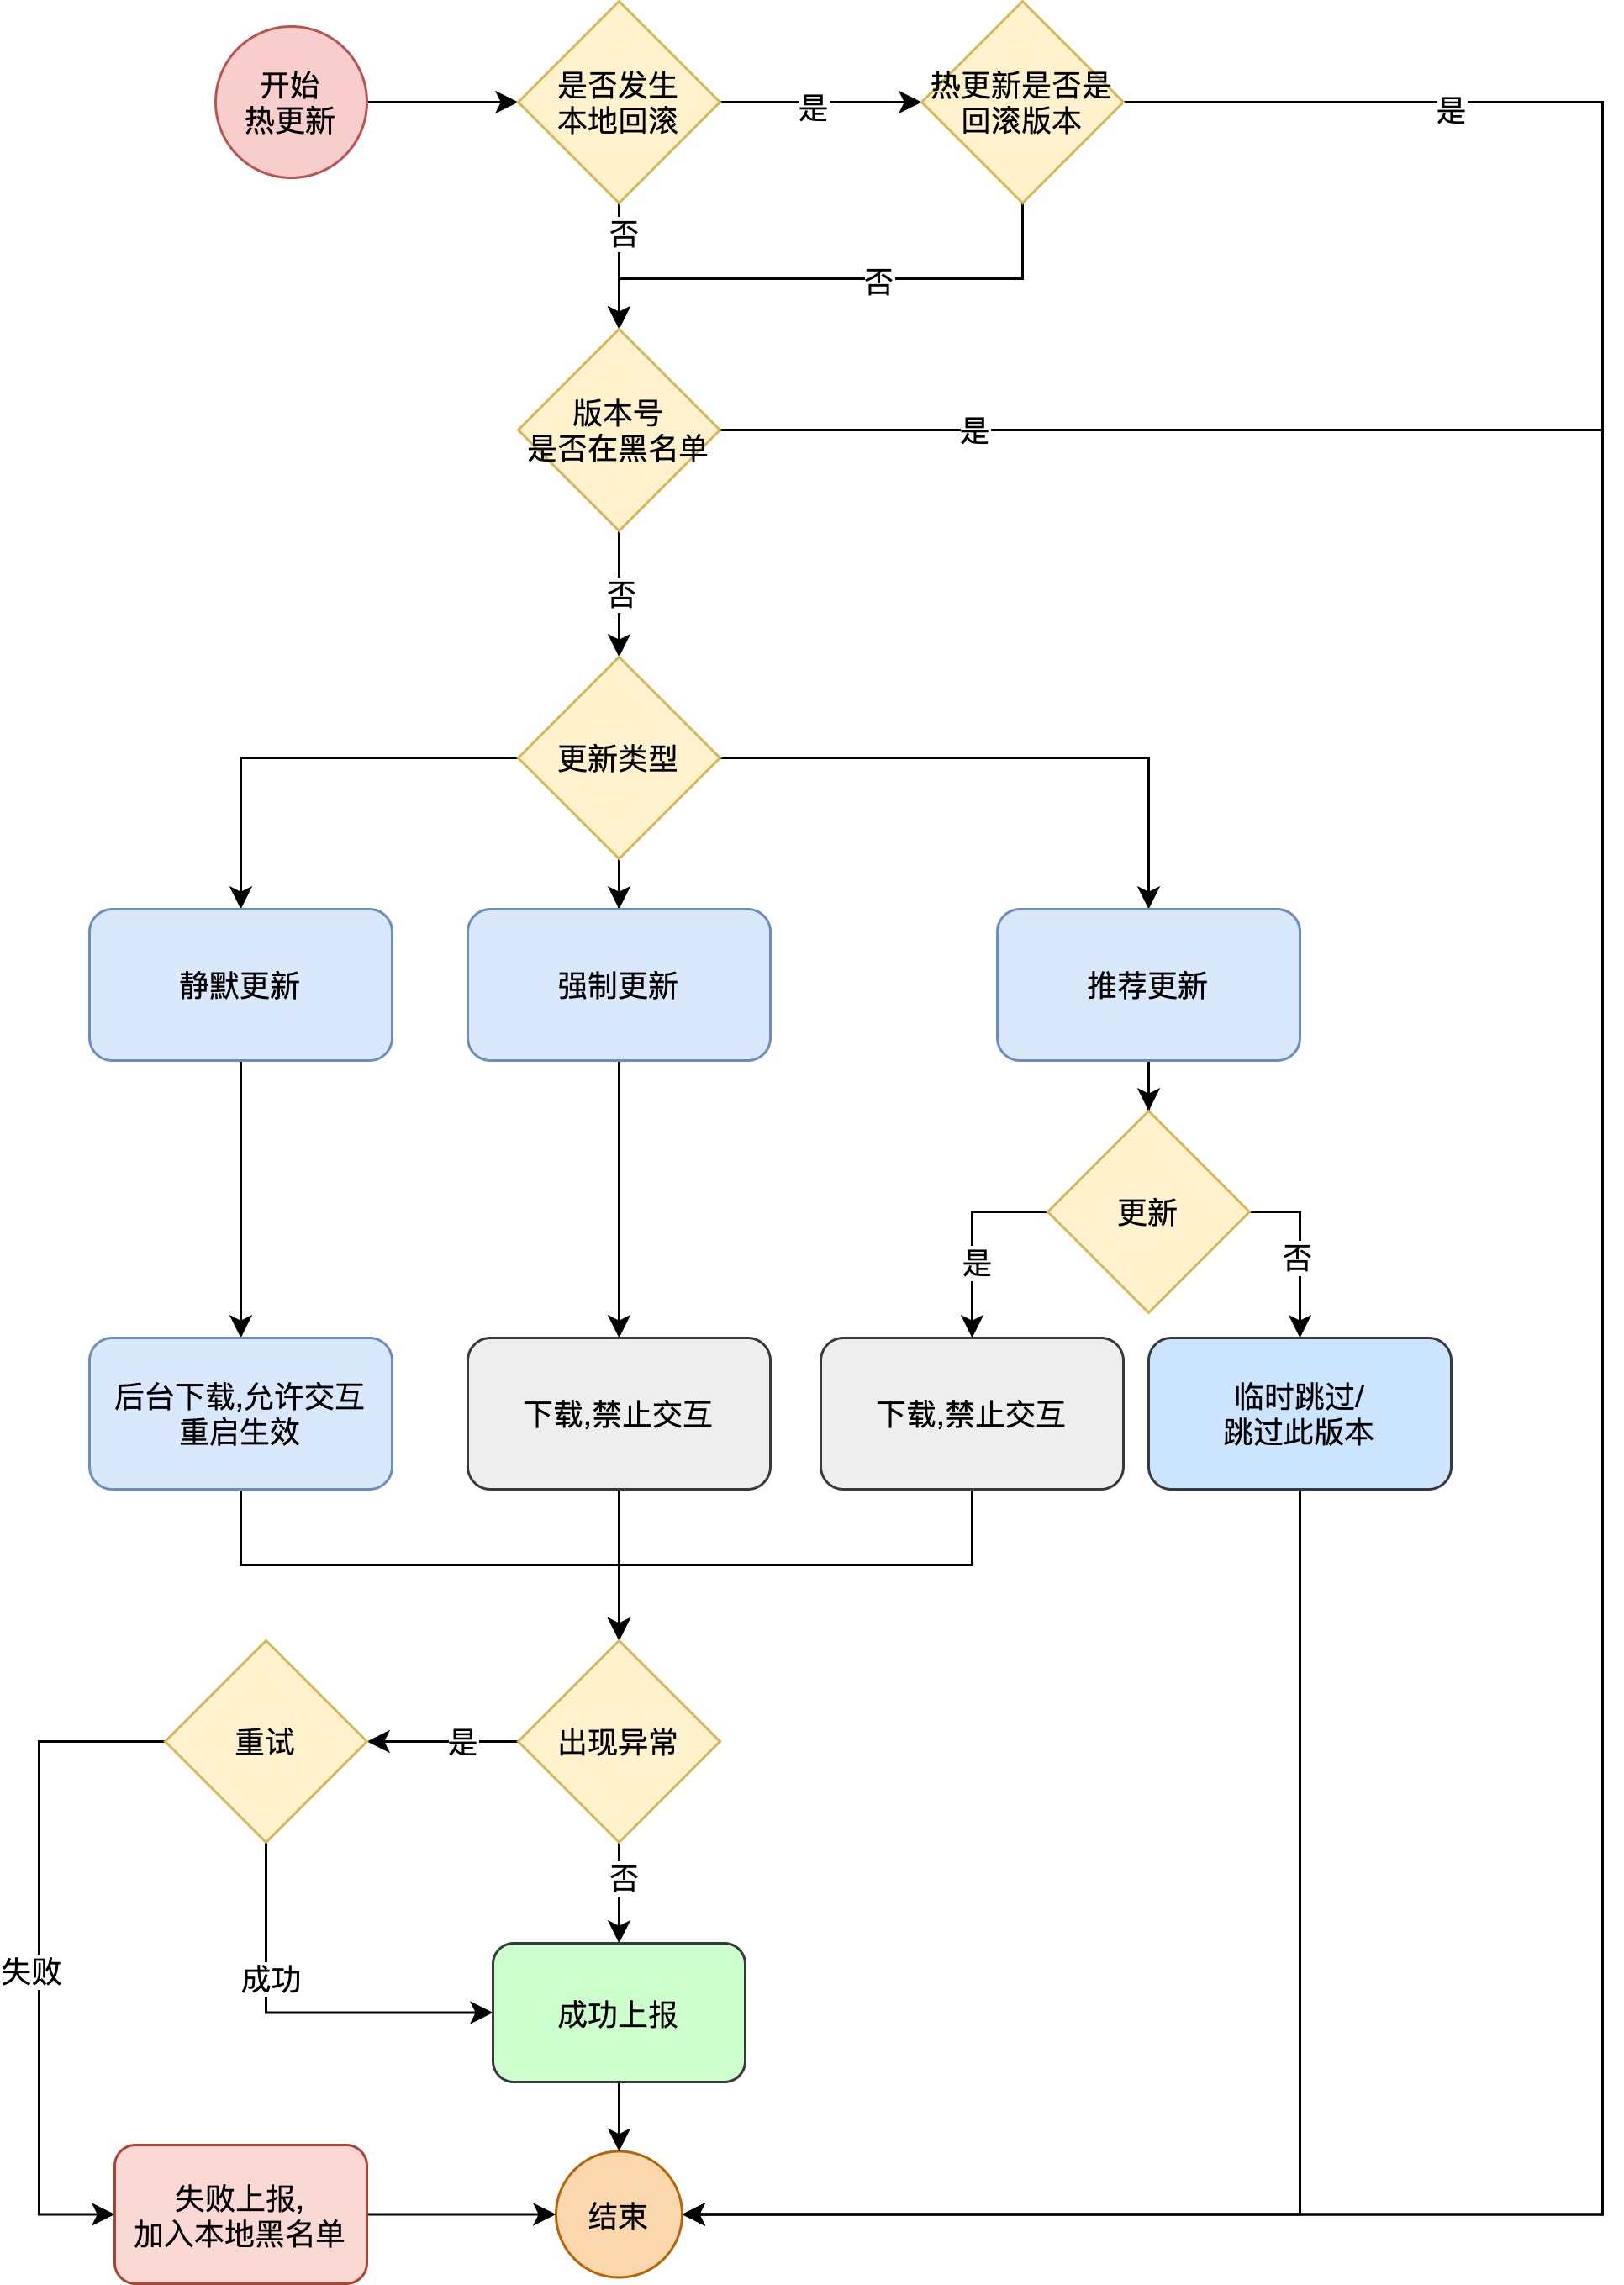 开始
热更新
是否发生
本地回滚
是
热更新是否是
回滚版本
是
否
否
版本号
是否在黑名单
是
否
更新类型
静默更新
强制更新
推荐更新
更新
是
否
后台下载,允许交互
重启生效
下载,禁止交互
下载,禁止交互
临时跳过/
跳过此版本
重试
是
出现异常
否
失败
成功
成功上报
失败上报,
加入本地黑名单
结束